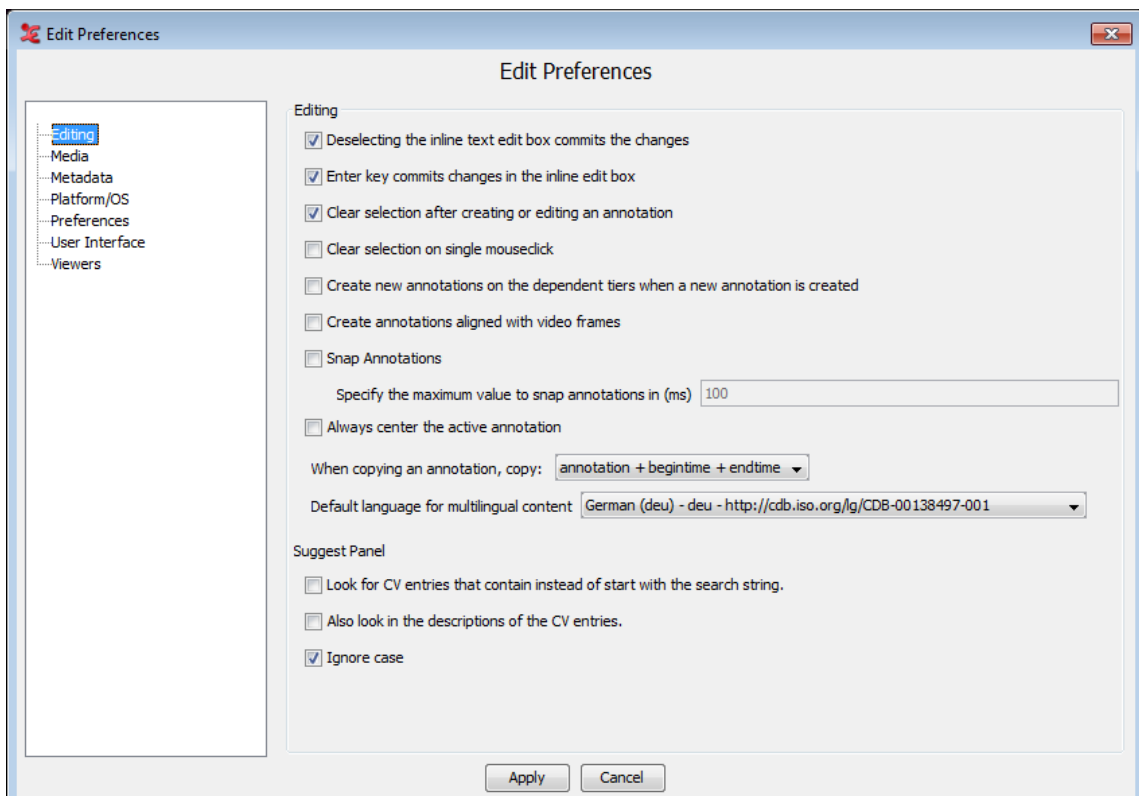 Edit Preferences
Edit Preferences
Editing
Media
Metadata
Platform/OS
Preferences
User Interface
Viewers
Editing
Deselecting the inline text edit box commits the changes
Enter key commits changes in the inline edit box
Clear selection after creating or editing an annotation
Clear selection on single mouseclick
Create new annotations on the dependent tiers when a new annotation is created
Create annotations aligned with video frames
Snap Annotations
Specify the maximum value to snap annotations in (ms) 100
Always center the active annotation
When copying an annotation, copy: annotation + begintime + endtime
Default language for multilingual content German (deu) - deu - http://cdb.iso.org/lg/CDB-00138497-001
Suggest Panel
Look for CV entries that contain instead of start with the search string.
Also look in the descriptions of the CV entries.
Ignore case
Apply Cancel